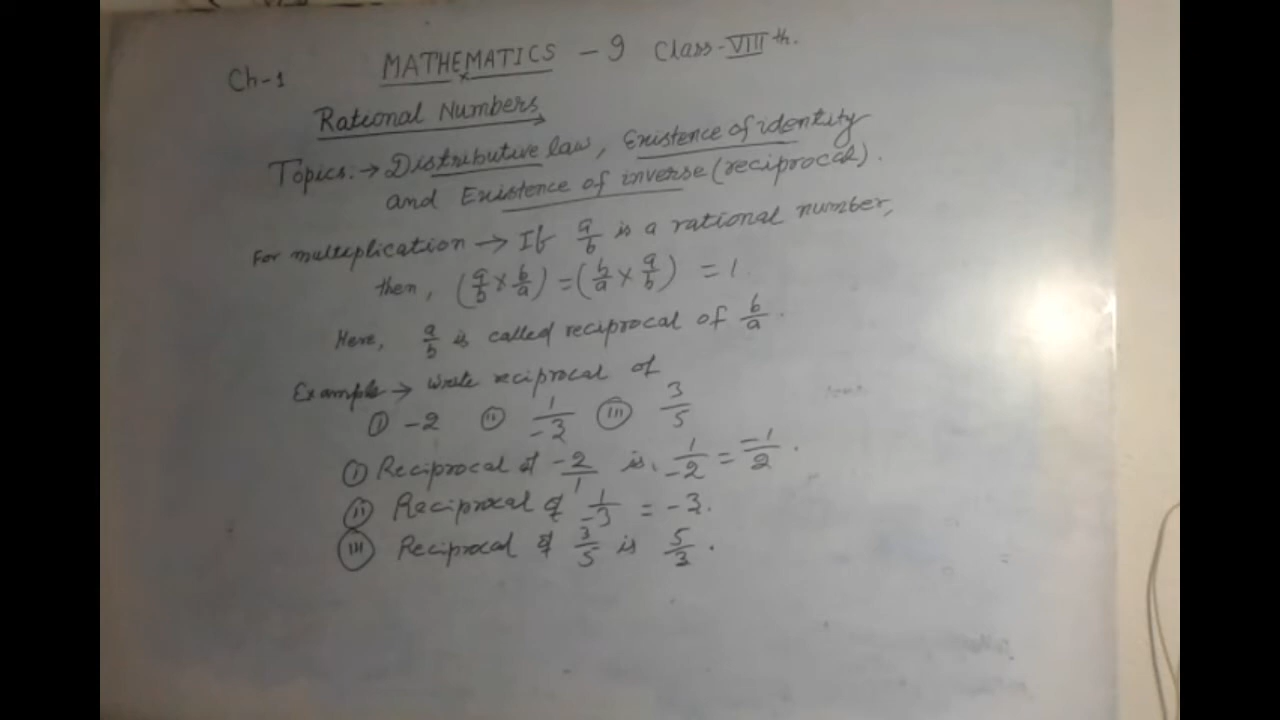 Ch-1 MATHEMATICS - 9 Class-VIIIth.
Rational Numbers
Topics. → Distributive law, Existence of identity
and Existence of inverse (reciprocal).
For multiplication → If a/b is a rational number,
then, (a/b × b/a) = (b/a × a/b) = 1.
Here, a/b is called reciprocal of b/a.
Example → Write reciprocal of
(i) -2 (ii) 1/-3 (iii) 3/5
(i) Reciprocal of -2/1 is 1/-2 = -1/2.
(ii) Reciprocal of 1/-3 = -3.
(iii) Reciprocal of 3/5 is 5/3.